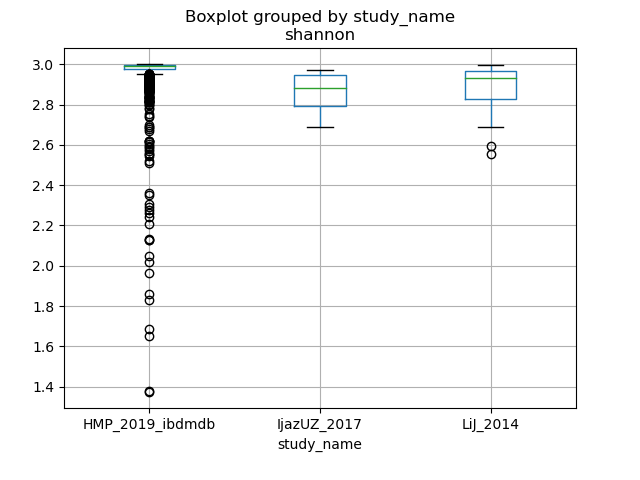 Boxplot grouped by study_name
shannon
3.0
2.8
2.6
2.4
2.2
2.0
1.8
1.6
1.4
HMP_2019_ibdmdb IjazUZ_2017 LiJ_2014
study_name